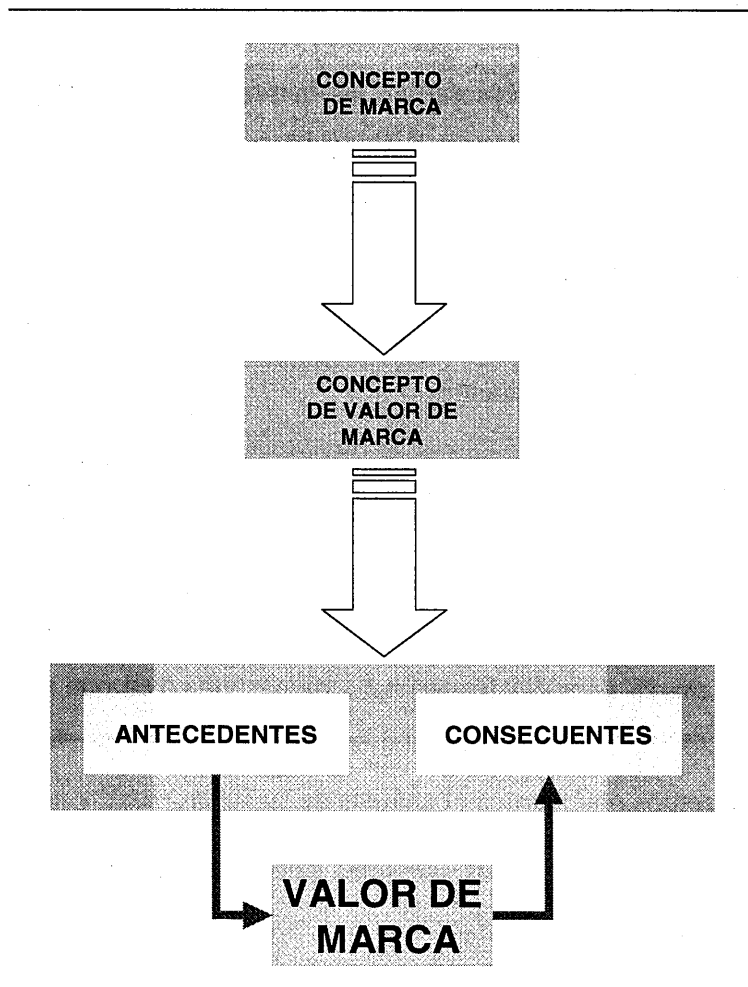 CONCEPTO
DE MARCA
CONCEPTO
DE VALOR DE
MARCA
ANTECEDENTES
CONSECUENTES
VALOR DE
MARCA